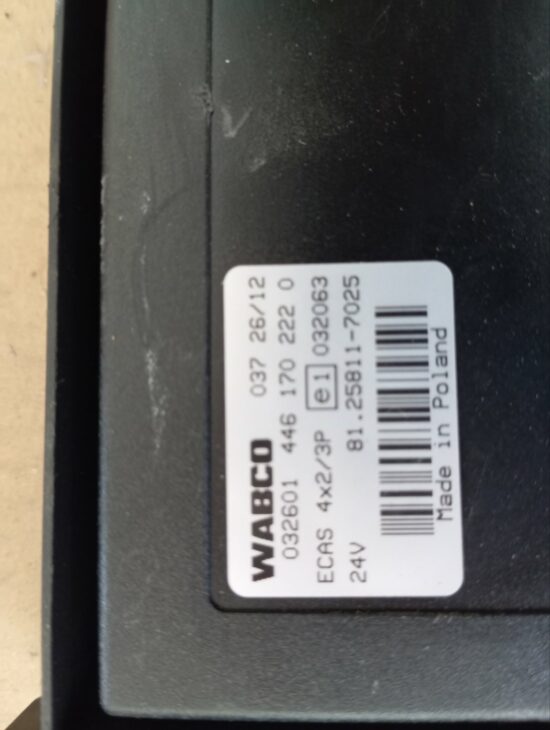 WABCO 037 26/12
032601 446 170 222 0
ECAS 4x2/3P e1 032063
24V 81.25811-7025
Made in Poland